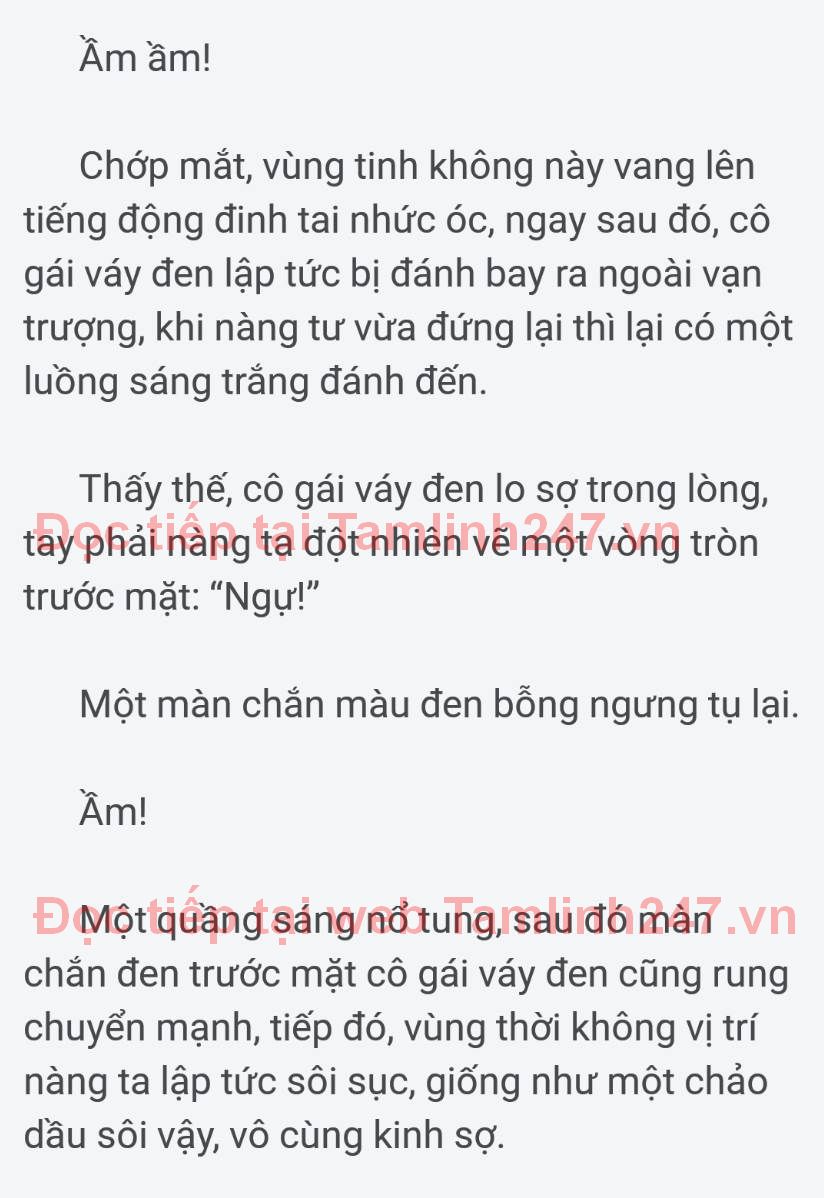 Ầm ầm!
Chớp mắt, vùng tinh không này vang lên
tiếng động đinh tai nhức óc, ngay sau đó, cô
gái váy đen lập tức bị đánh bay ra ngoài vạn
trượng, khi nàng tư vừa đứng lại thì lại có một
luồng sáng trắng đánh đến.
Thấy thế, cô gái váy đen lo sợ trong lòng,
Đọc tiếp tại Tamlinh247.vn
tay phải nàng ta đột nhiên vẽ một vòng tròn
trước mặt: “Ngự!”
Một màn chắn màu đen bỗng ngưng tụ lại.
Ầm!
Đọc tiếp tại web Tamlinh247.vn
Một quầng sáng nổ tung, sau đó màn
chắn đen trước mặt cô gái váy đen cũng rung
chuyển mạnh, tiếp đó, vùng thời không vị trí
nàng ta lập tức sôi sục, giống như một chảo
dầu sôi vậy, vô cùng kinh sợ.